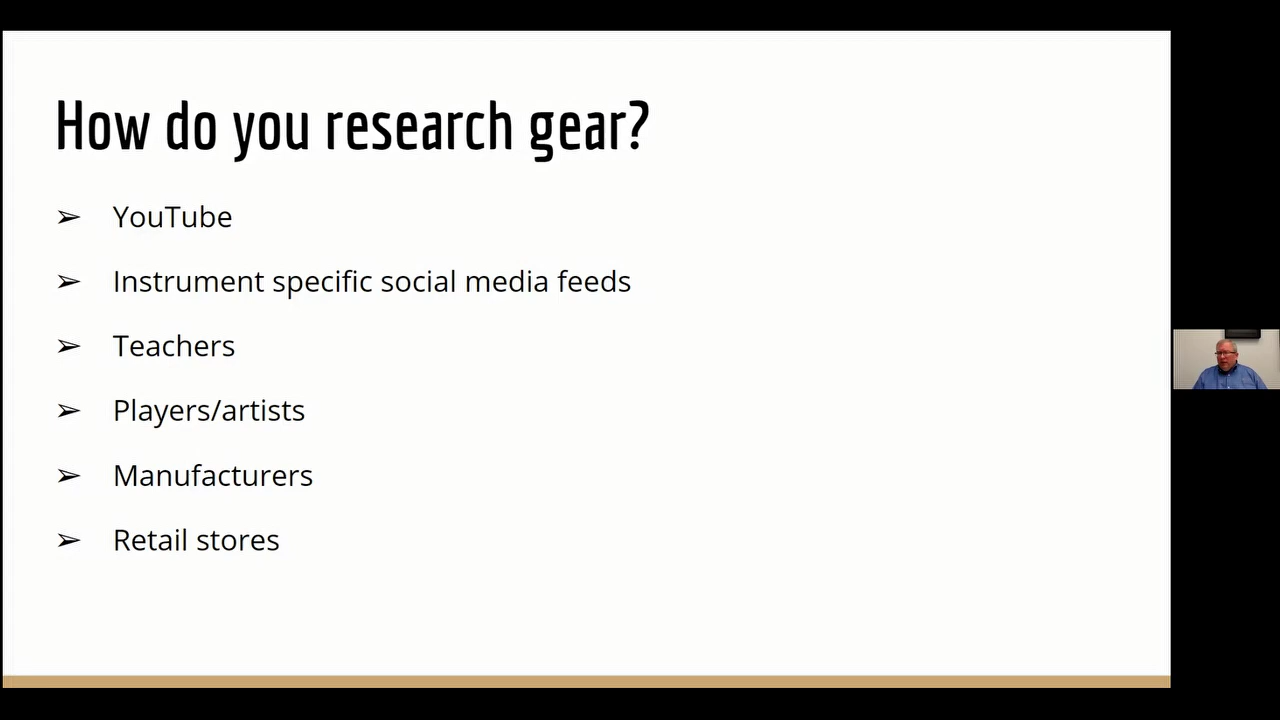 How do you research gear?
➢ YouTube
➢ Instrument specific social media feeds
➢ Teachers
➢ Players/artists
➢ Manufacturers
➢ Retail stores